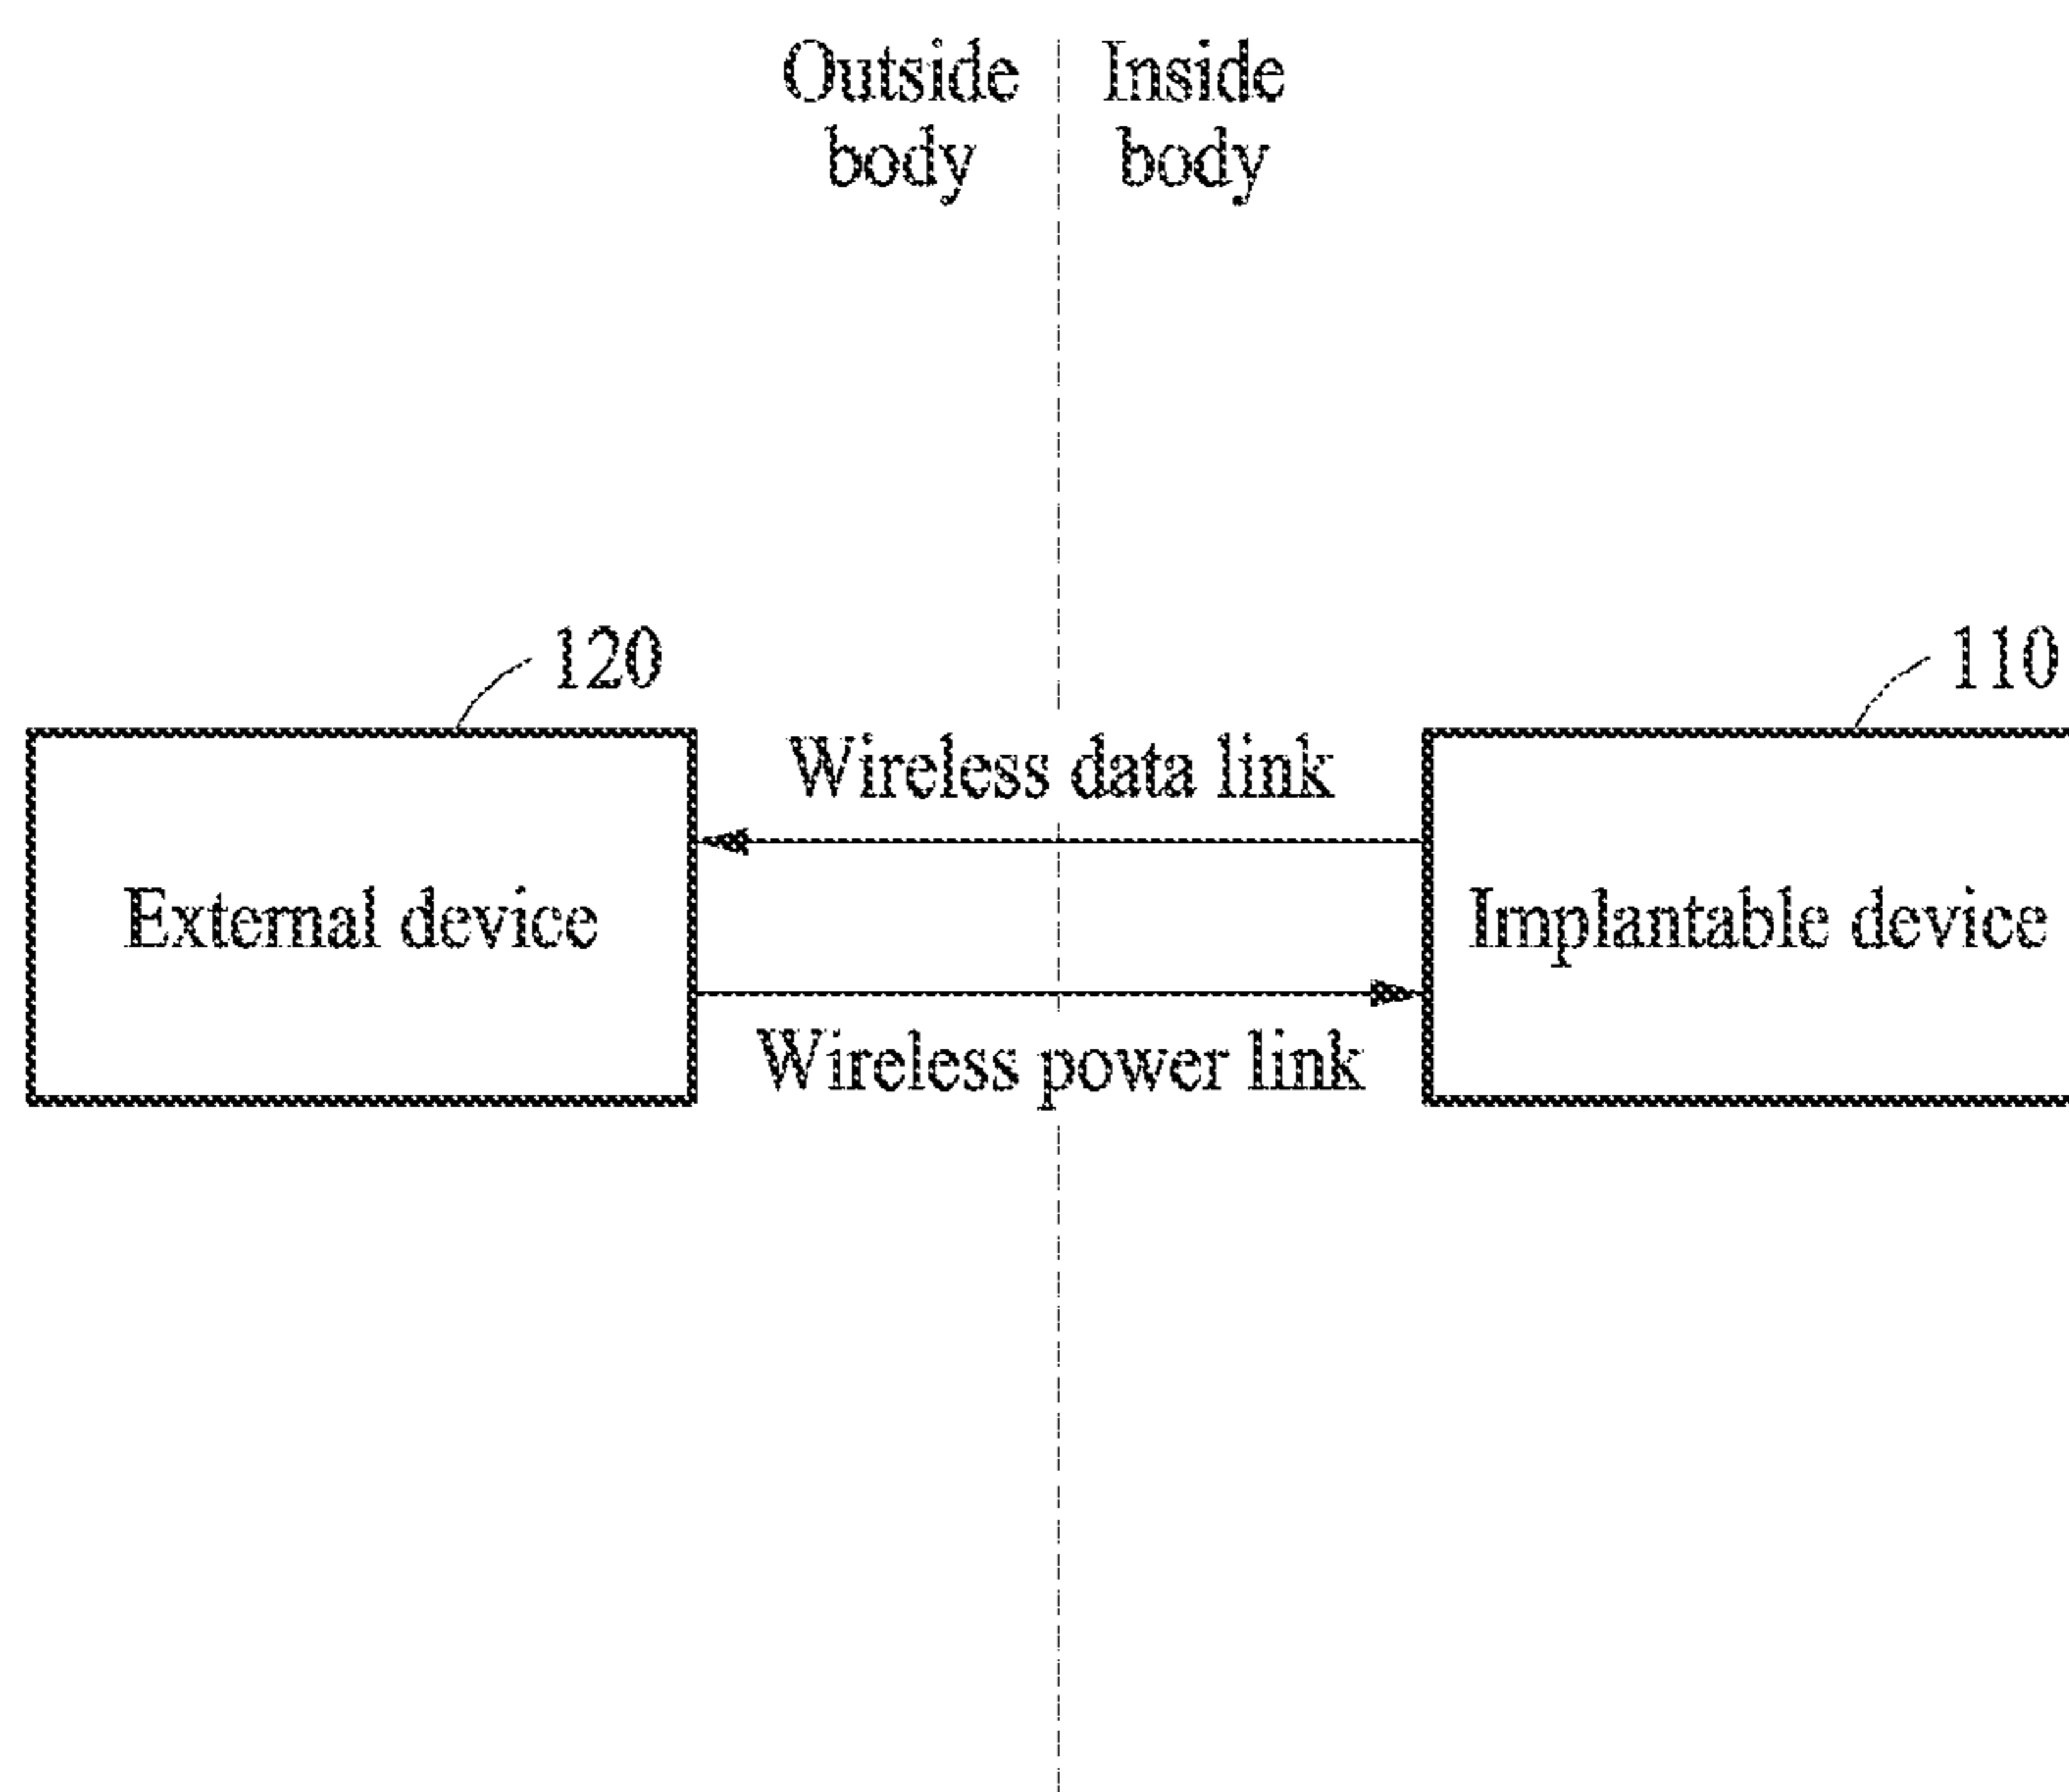 Outside
body
Inside
body
120
110
Wireless data link
External device
Implantable device
Wireless power link